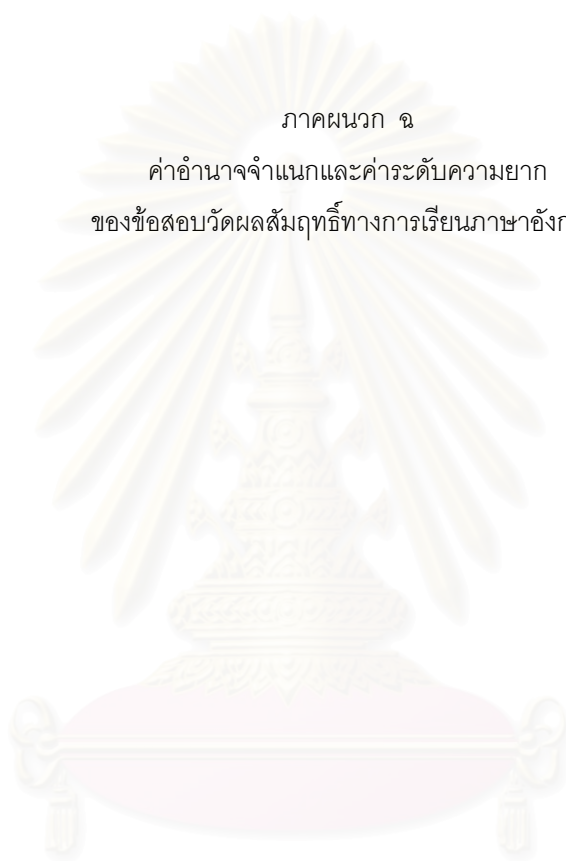 ภาคผนวก ฉ
ค่าอำนาจจำแนกและค่าระดับความยาก
ของข้อสอบวัดผลสัมฤทธิ์ทางการเรียนภาษาอังก